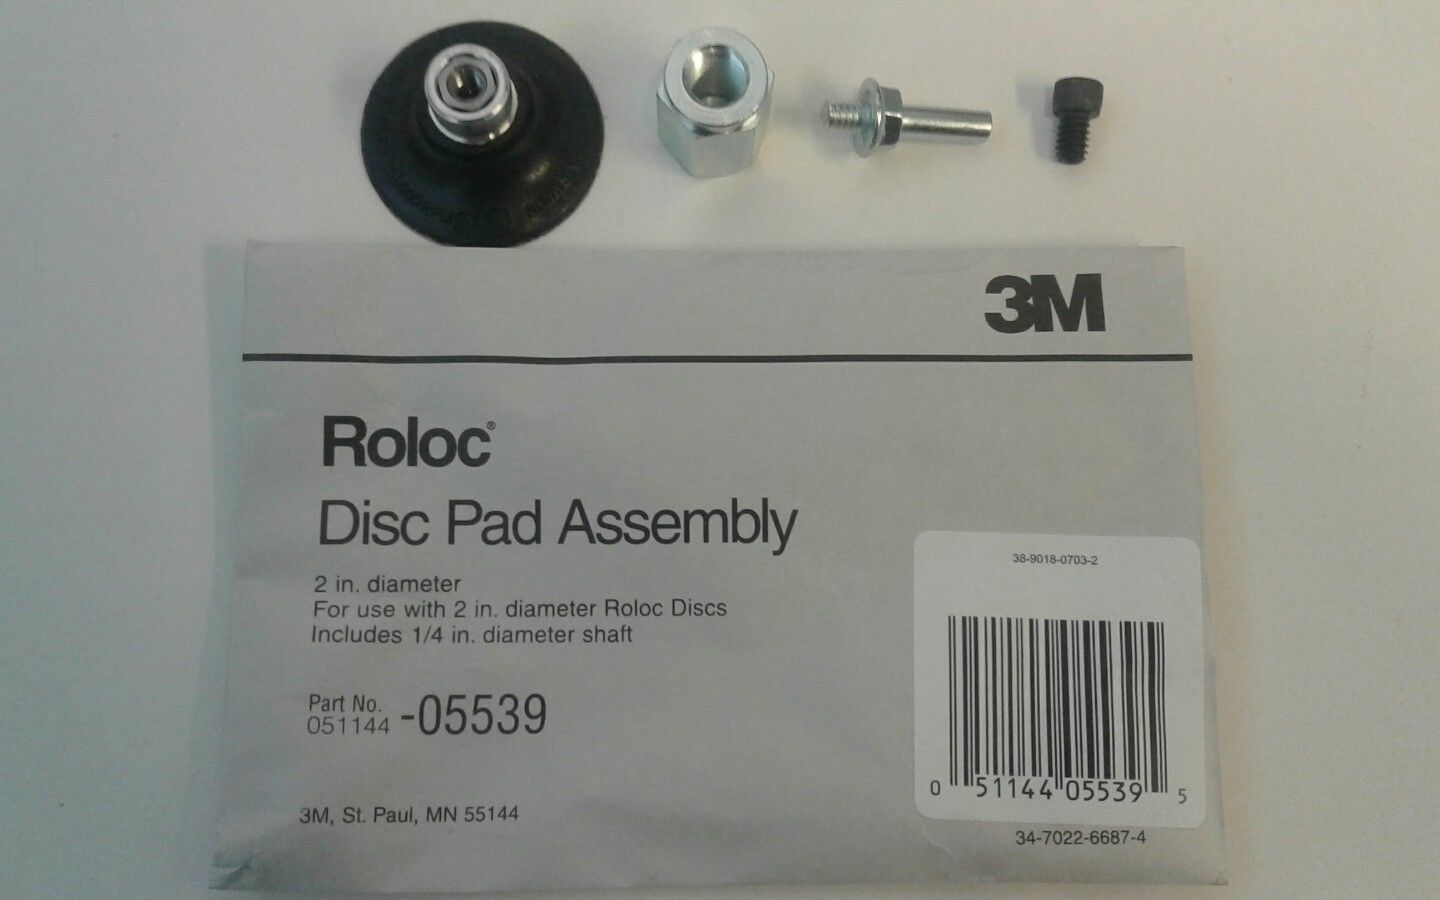 3M
Roloc®
Disc Pad Assembly
2 in. diameter
For use with 2 in. diameter Roloc Discs
Includes 1/4 in. diameter shaft
Part No.
051144 -05539
3M, St. Paul, MN 55144
38-9018-0703-2
0 51144 05539 5
34-7022-6687-4